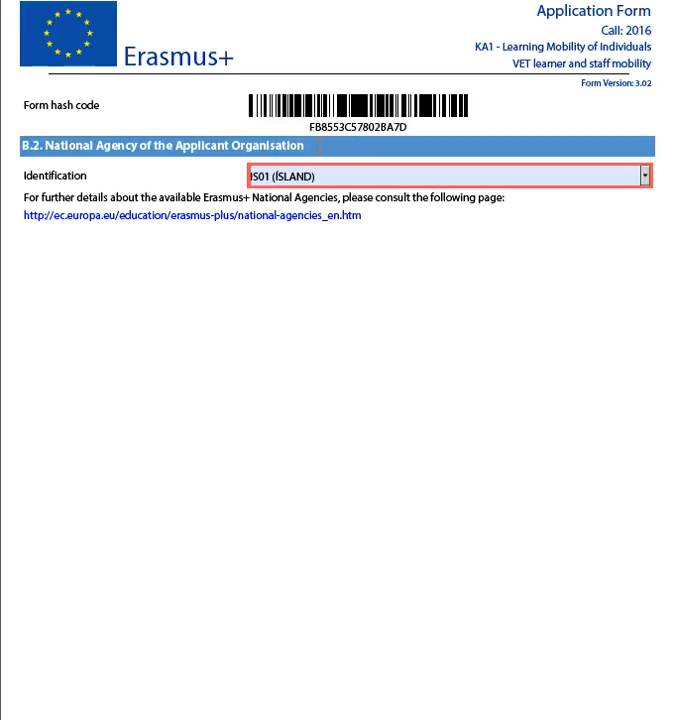 Application Form
Call: 2016
KA1 - Learning Mobility of Individuals
Erasmus+
VET learner and staff mobility
Form Version: 3.02
Form hash code
FB8553C57802BA7D
B.2. National Agency of the Applicant Organisation
Identification
IS01 (ÍSLAND)
For further details about the available Erasmus+ National Agencies, please consult the following page:
http://ec.europa.eu/education/erasmus-plus/national-agencies_en.htm